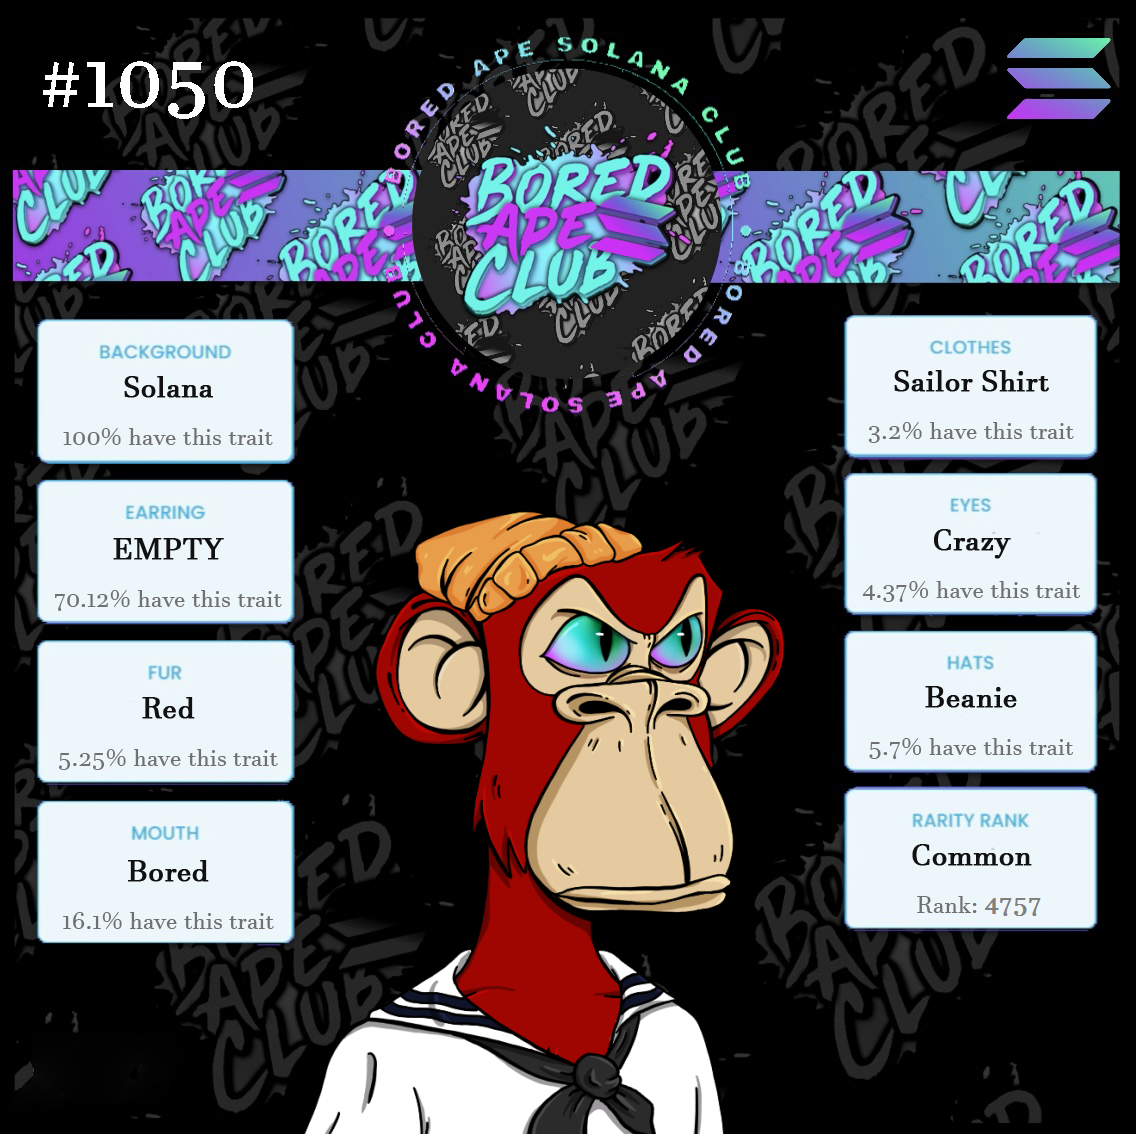 #1050
BORED APE SOLANA CLUB
BORED
APE
CLUB
BORED APE SOLANA CLUB
BACKGROUND
Solana
100% have this trait
EARRING
EMPTY
70.12% have this trait
FUR
Red
5.25% have this trait
MOUTH
Bored
16.1% have this trait
CLOTHES
Sailor Shirt
3.2% have this trait
EYES
Crazy
4.37% have this trait
HATS
Beanie
5.7% have this trait
RARITY RANK
Common
Rank: 4757